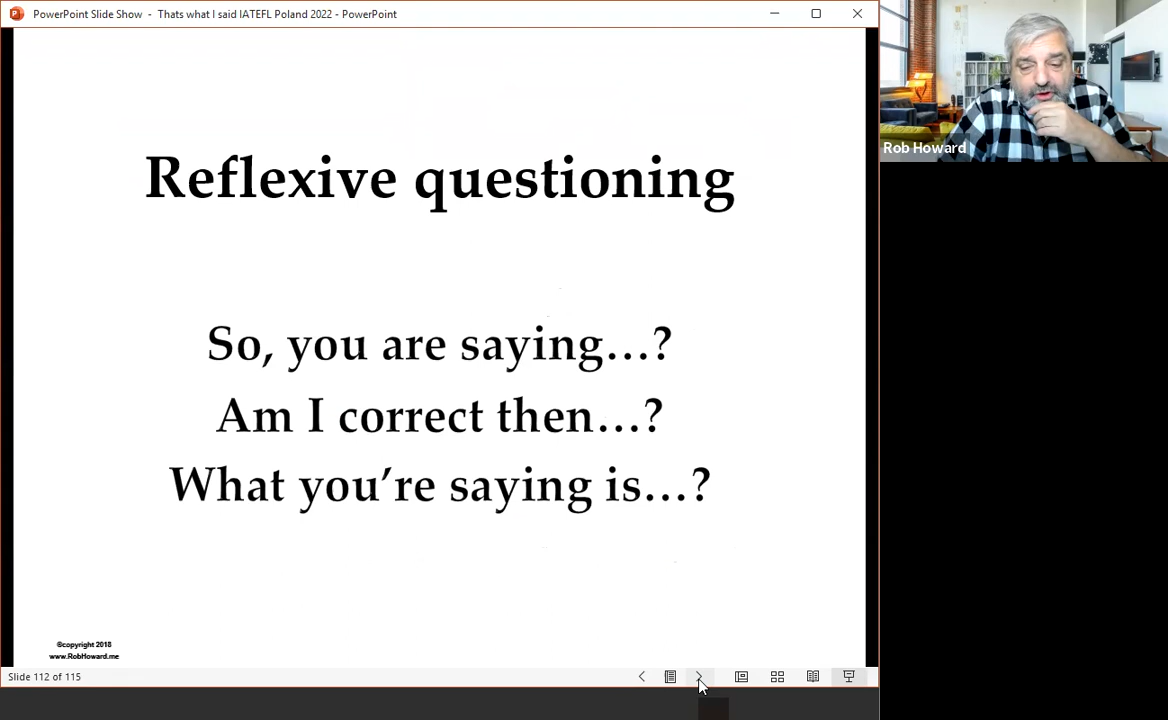 PowerPoint Slide Show - Thats what I said IATEFL Poland 2022 - PowerPoint
Rob Howard
Reflexive questioning
So, you are saying…?
Am I correct then…?
What you’re saying is…?
©copyright 2018
www.RobHoward.me
Slide 112 of 115